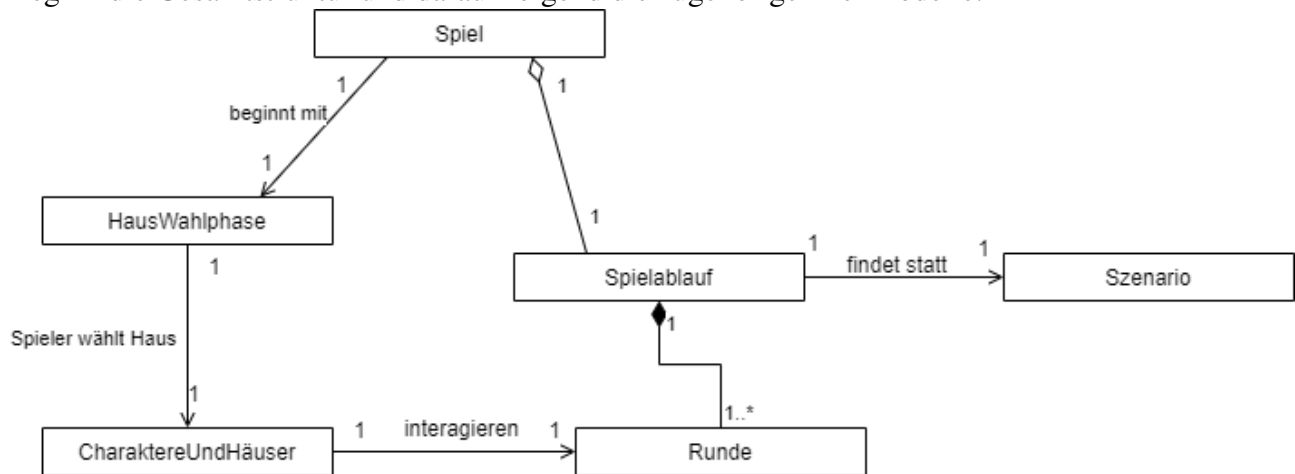 Spiel
1
1
beginnt mit
1
1
HausWahlphase
1
1
1
Spielablauf
findet statt
Szenario
1
Spieler wählt Haus
1
1..*
CharaktereUndHäuser
1
interagieren
1
Runde